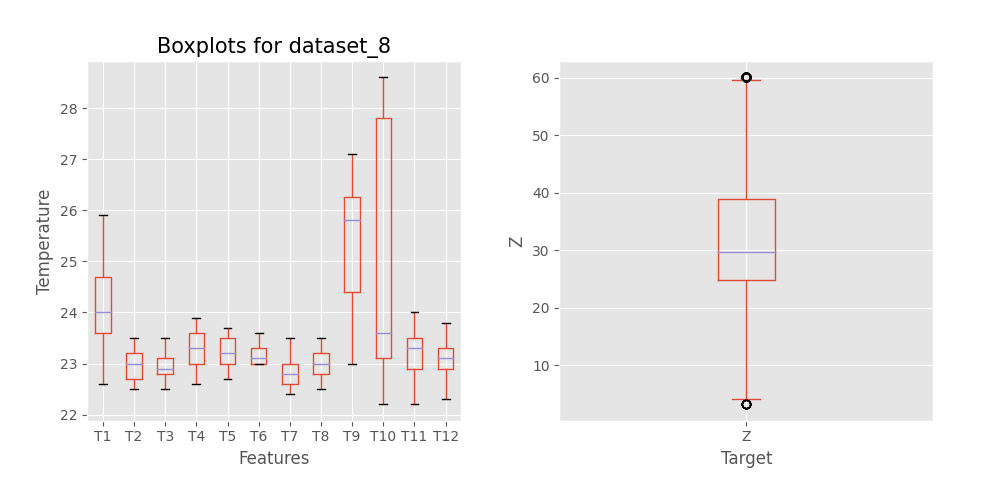 Boxplots for dataset_8
28
27
26
25
24
23
22
Temperature
T1 T2 T3 T4 T5 T6 T7 T8 T9 T10 T11 T12
Features
60
50
40
30
20
10
Z
Z
Target